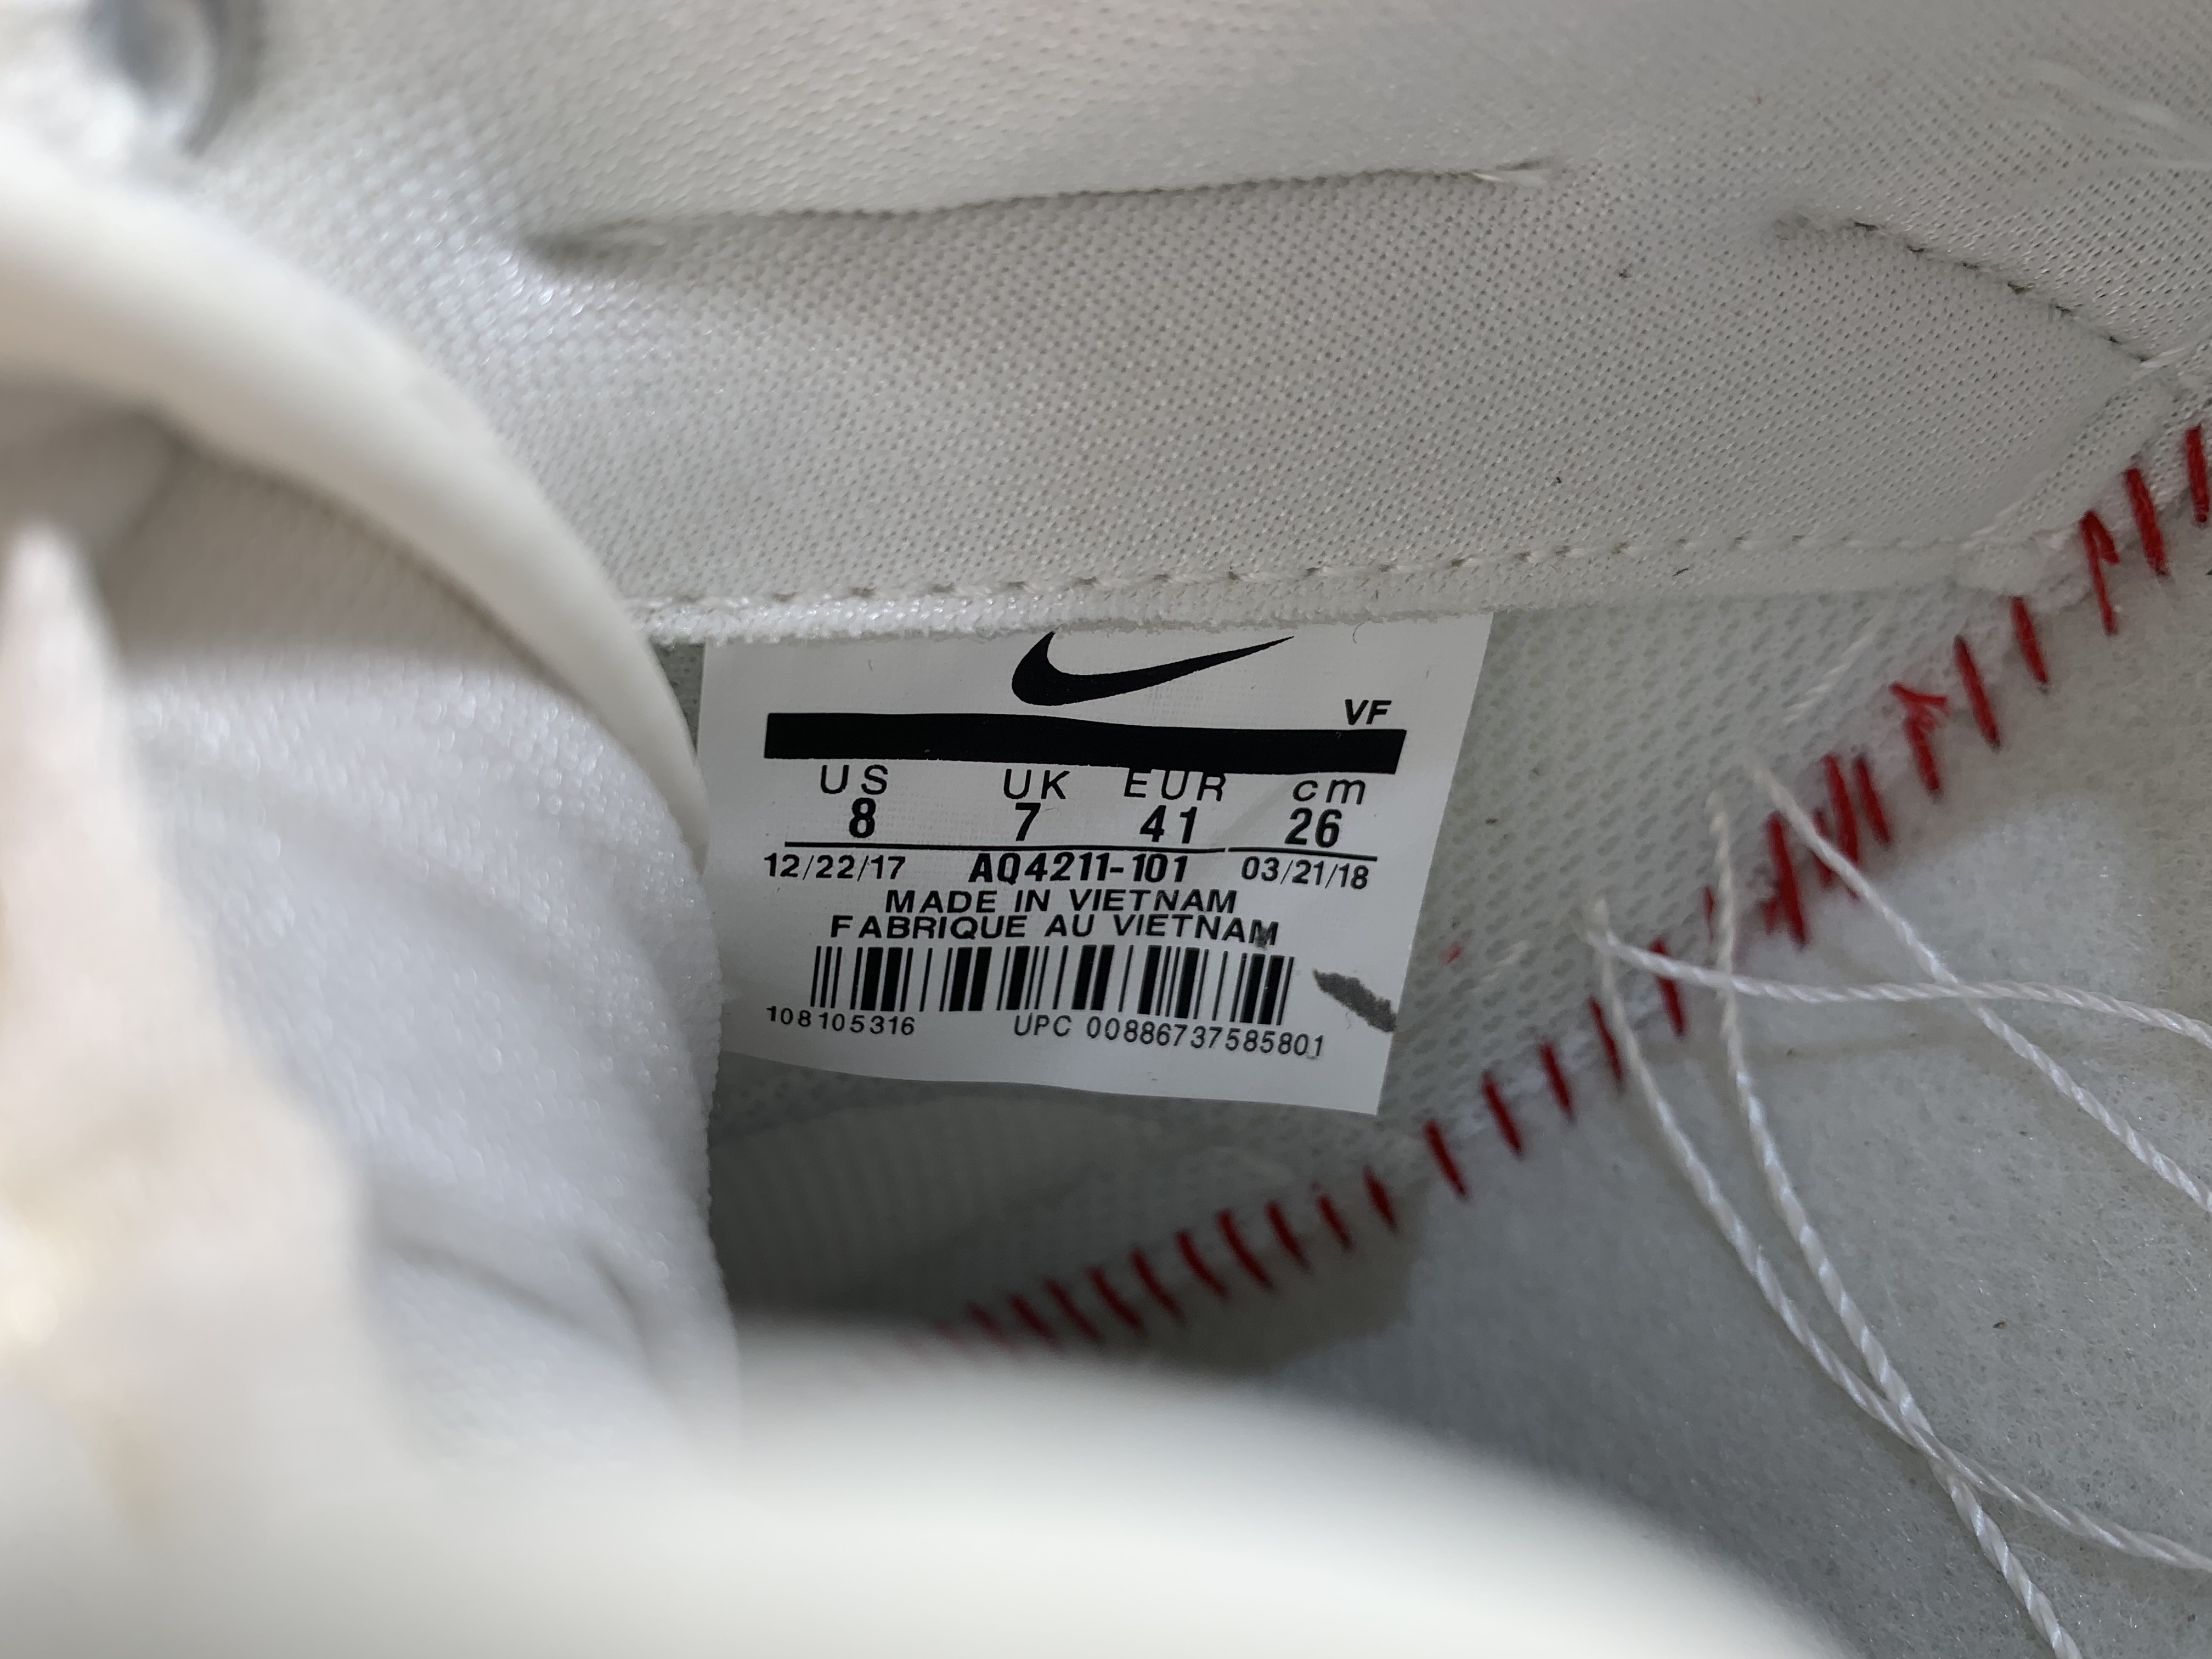 VF
US UK EUR cm
8 7 41 26
12/22/17 AQ4211-101 03/21/18
MADE IN VIETNAM
FABRIQUE AU VIETNAM
108105316 UPC 00886737585801